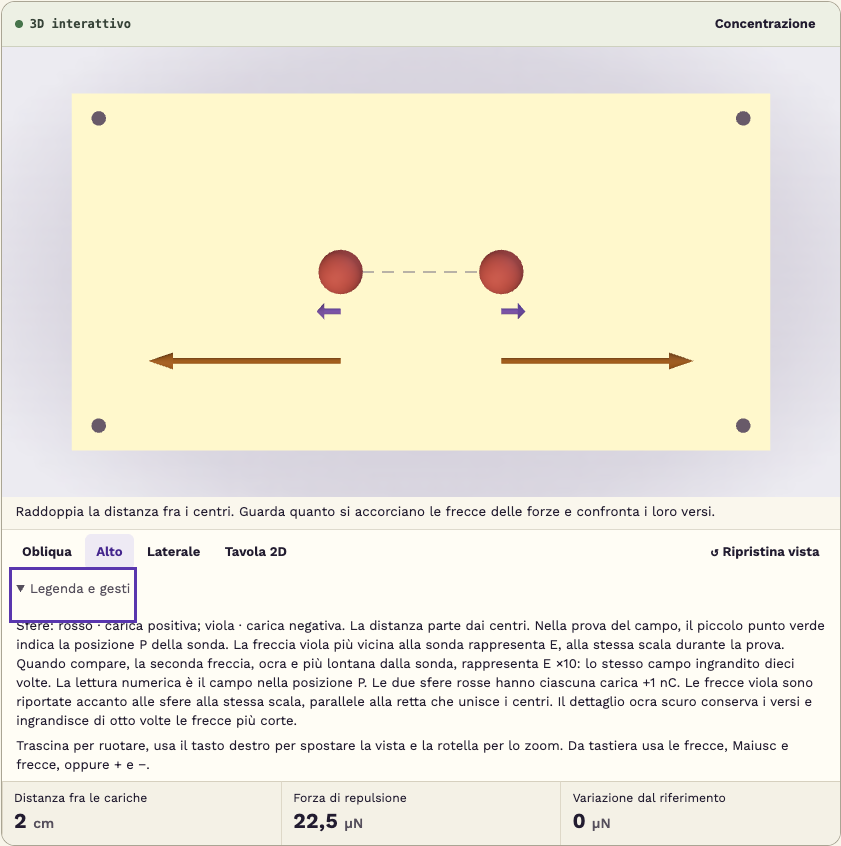 3D interattivo
Concentrazione
Raddoppia la distanza fra i centri. Guarda quanto si accorciano le frecce delle forze e confronta i loro versi.
Obliqua Alto Laterale Tavola 2D ↺ Ripristina vista
▼ Legenda e gesti
Sfere: rosso · carica positiva; viola · carica negativa. La distanza parte dai centri. Nella prova del campo, il piccolo punto verde
indica la posizione P della sonda. La freccia viola più vicina alla sonda rappresenta E, alla stessa scala durante la prova.
Quando compare, la seconda freccia, ocra e più lontana dalla sonda, rappresenta E ×10: lo stesso campo ingrandito dieci
volte. La lettura numerica è il campo nella posizione P. Le due sfere rosse hanno ciascuna carica +1 nC. Le frecce viola sono
riportate accanto alle sfere alla stessa scala, parallele alla retta che unisce i centri. Il dettaglio ocra scuro conserva i versi e
ingrandisce di otto volte le frecce più corte.
Trascina per ruotare, usa il tasto destro per spostare la vista e la rotella per lo zoom. Da tastiera usa le frecce, Maiusc e
frecce, oppure + e −.
Distanza fra le cariche
2 cm
Forza di repulsione
22,5 µN
Variazione dal riferimento
0 µN